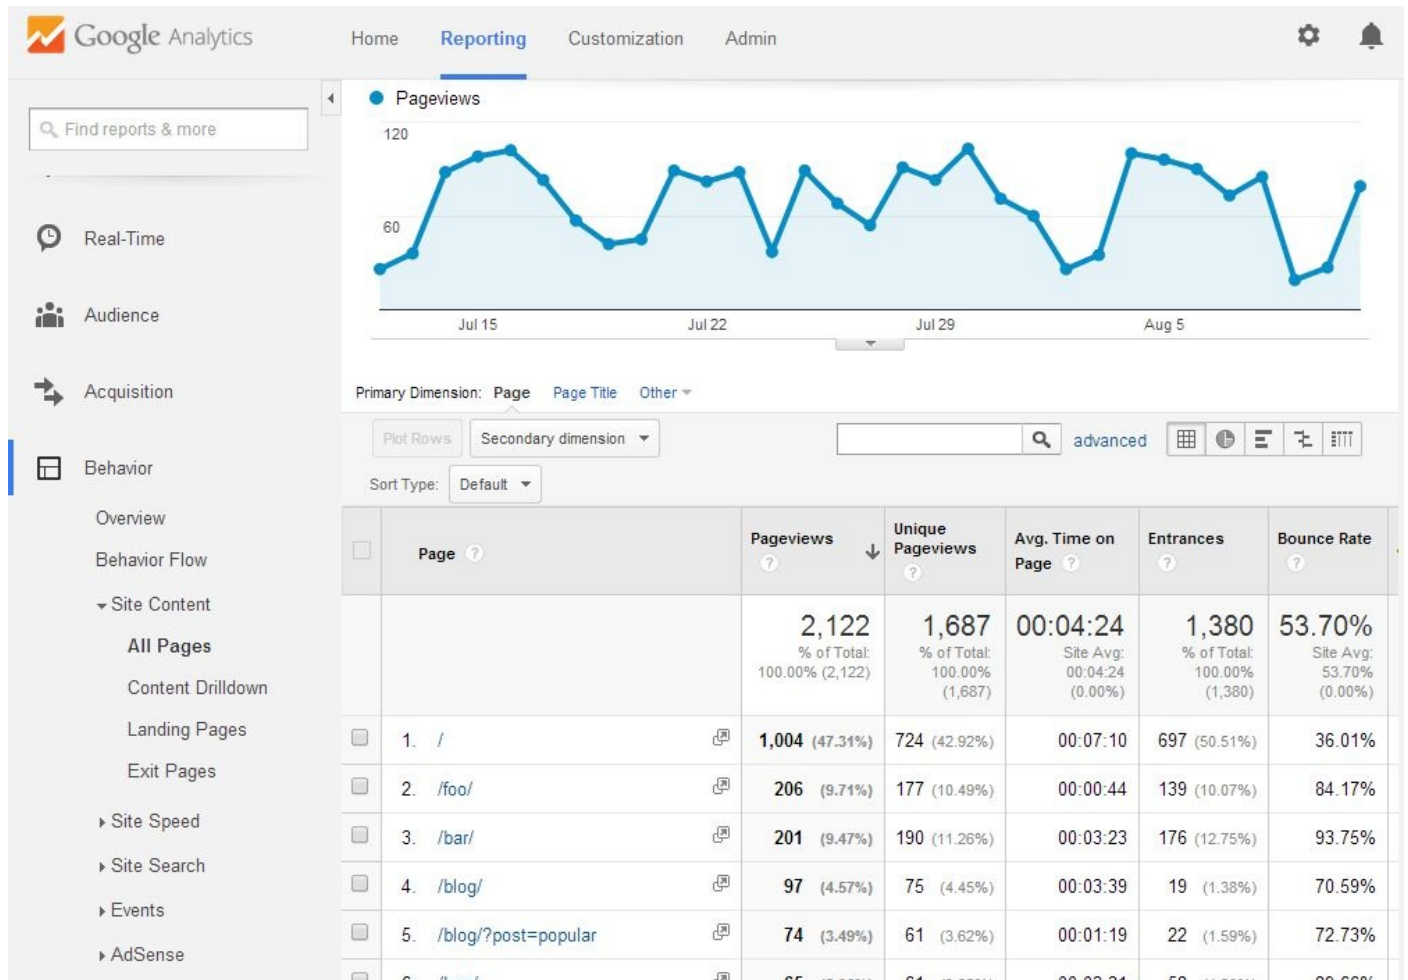 Google Analytics
Home Reporting Customization Admin
Find reports & more
Real-Time
Audience
Acquisition
Behavior
Overview
Behavior Flow
Site Content
All Pages
Content Drilldown
Landing Pages
Exit Pages
Site Speed
Site Search
Events
AdSense
Pageviews
120
60
Jul 15 Jul 22 Jul 29 Aug 5
Primary Dimension: Page Page Title Other
Plot Rows Secondary dimension advanced
Sort Type: Default
Page ? Pageviews ? Unique Pageviews ? Avg. Time on Page ? Entrances ? Bounce Rate ?
2,122 1,687 00:04:24 1,380 53.70%
% of Total: % of Total: Site Avg: % of Total: Site Avg:
100.00% (2,122) 100.00% 00:04:24 100.00% 53.70%
(1,687) (0.00%) (1,380) (0.00%)
1. / 1,004 (47.31%) 724 (42.92%) 00:07:10 697 (50.51%) 36.01%
2. /foo/ 206 (9.71%) 177 (10.49%) 00:00:44 139 (10.07%) 84.17%
3. /bar/ 201 (9.47%) 190 (11.26%) 00:03:23 176 (12.75%) 93.75%
4. /blog/ 97 (4.57%) 75 (4.45%) 00:03:39 19 (1.38%) 70.59%
5. /blog/?post=popular 74 (3.49%) 61 (3.62%) 00:01:19 22 (1.59%) 72.73%